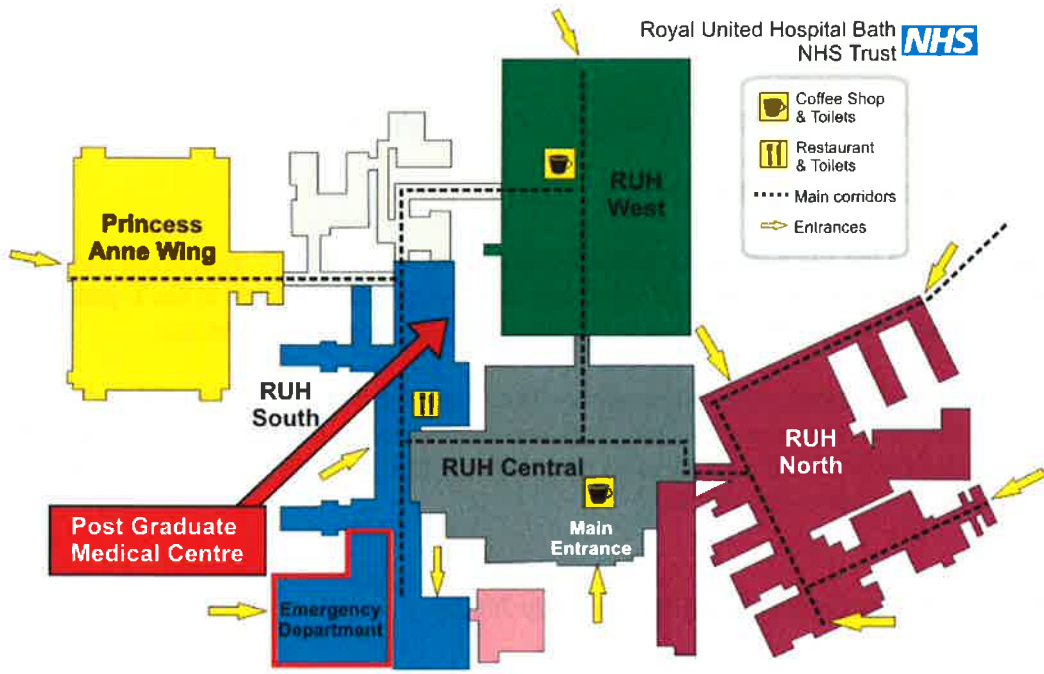 Royal United Hospital Bath
NHS Trust
NHS
Coffee Shop
& Toilets
Restaurant
& Toilets
Main corridors
Entrances
Princess
Anne Wing
RUH
West
RUH
South
RUH Central
RUH
North
Main
Entrance
Post Graduate
Medical Centre
Emergency
Department